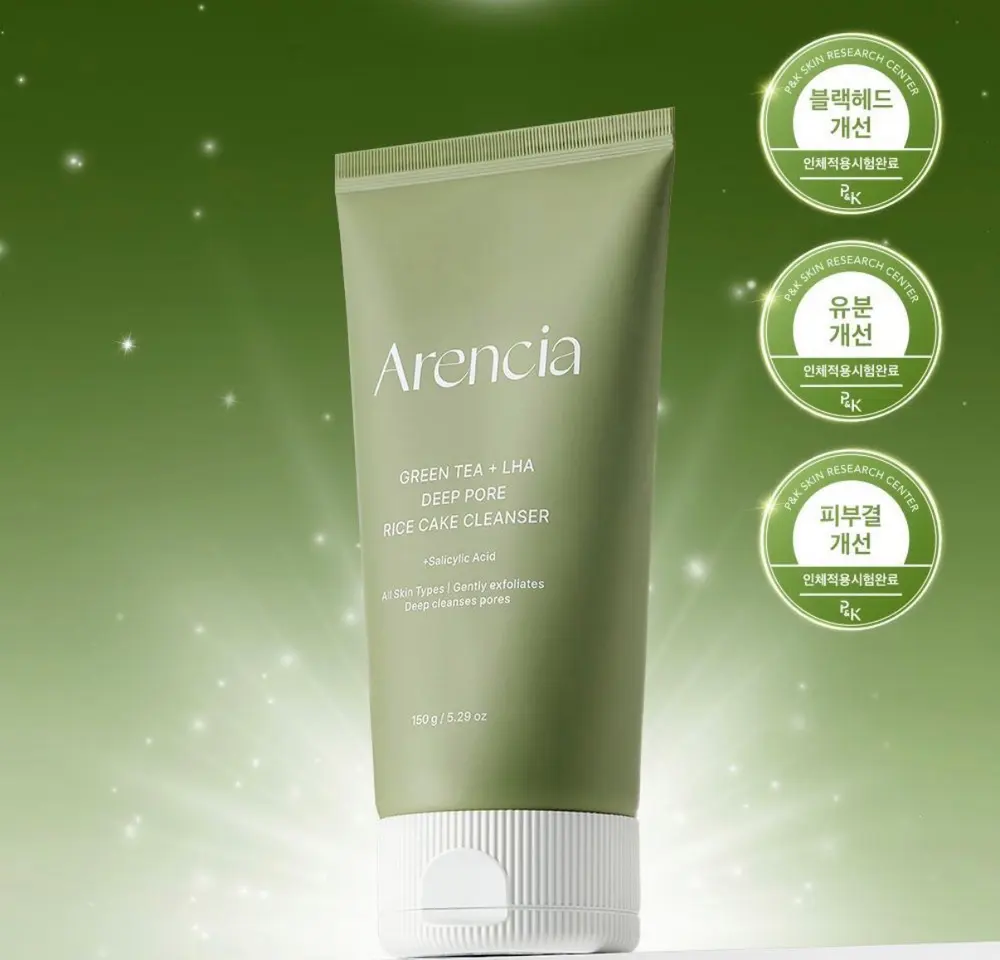 Arencia
GREEN TEA + LHA
DEEP PORE
RICE CAKE CLEANSER
+Salicylic Acid
All Skin Types | Gently exfoliates
Deep cleanses pores
150 g / 5.29 oz
P&K SKIN RESEARCH CENTER
블랙헤드
개선
인체적용시험완료
P&K
P&K SKIN RESEARCH CENTER
유분
개선
인체적용시험완료
P&K
P&K SKIN RESEARCH CENTER
피부결
개선
인체적용시험완료
P&K